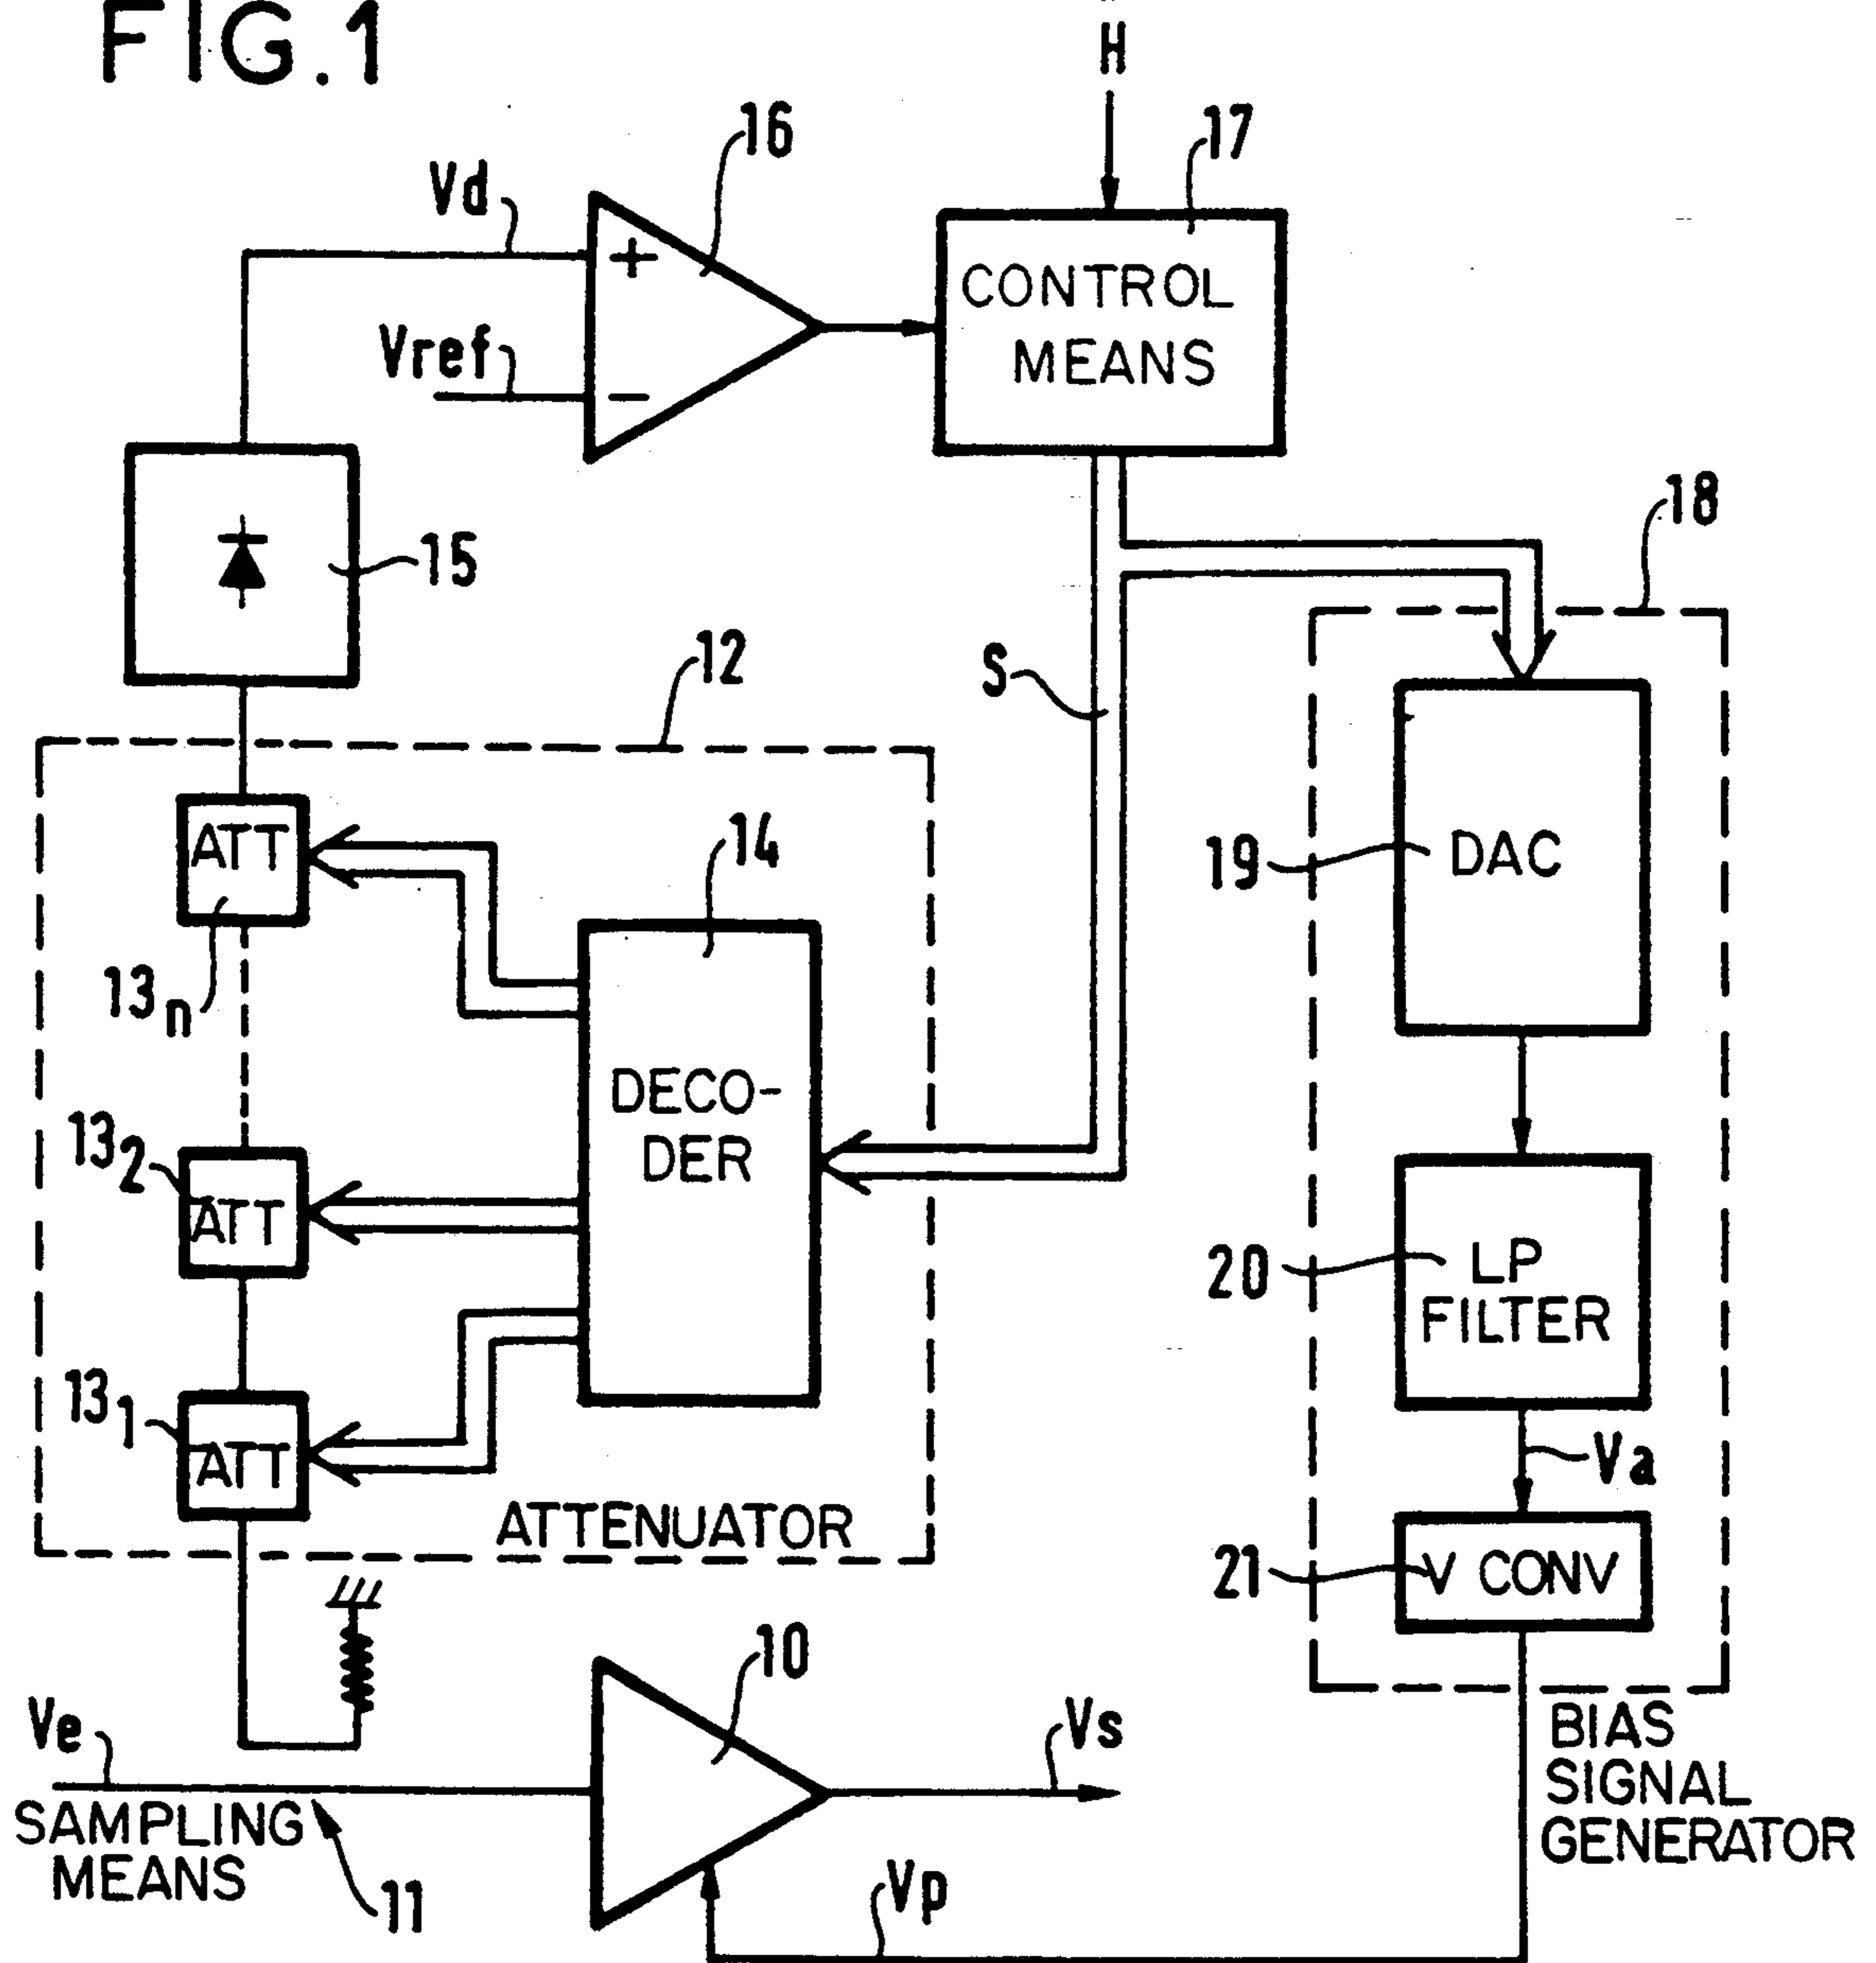 FIG.1
H
16
17
Vd
+
CONTROL
MEANS
Vref
−
18
15
12
S
ATT
14
19
DAC
13n
DECO-
DER
132
ATT
20
LP
FILTER
131
ATT
Va
ATTENUATOR
21
V CONV
10
Ve
Vs
BIAS
SIGNAL
GENERATOR
SAMPLING
MEANS
11
Vp